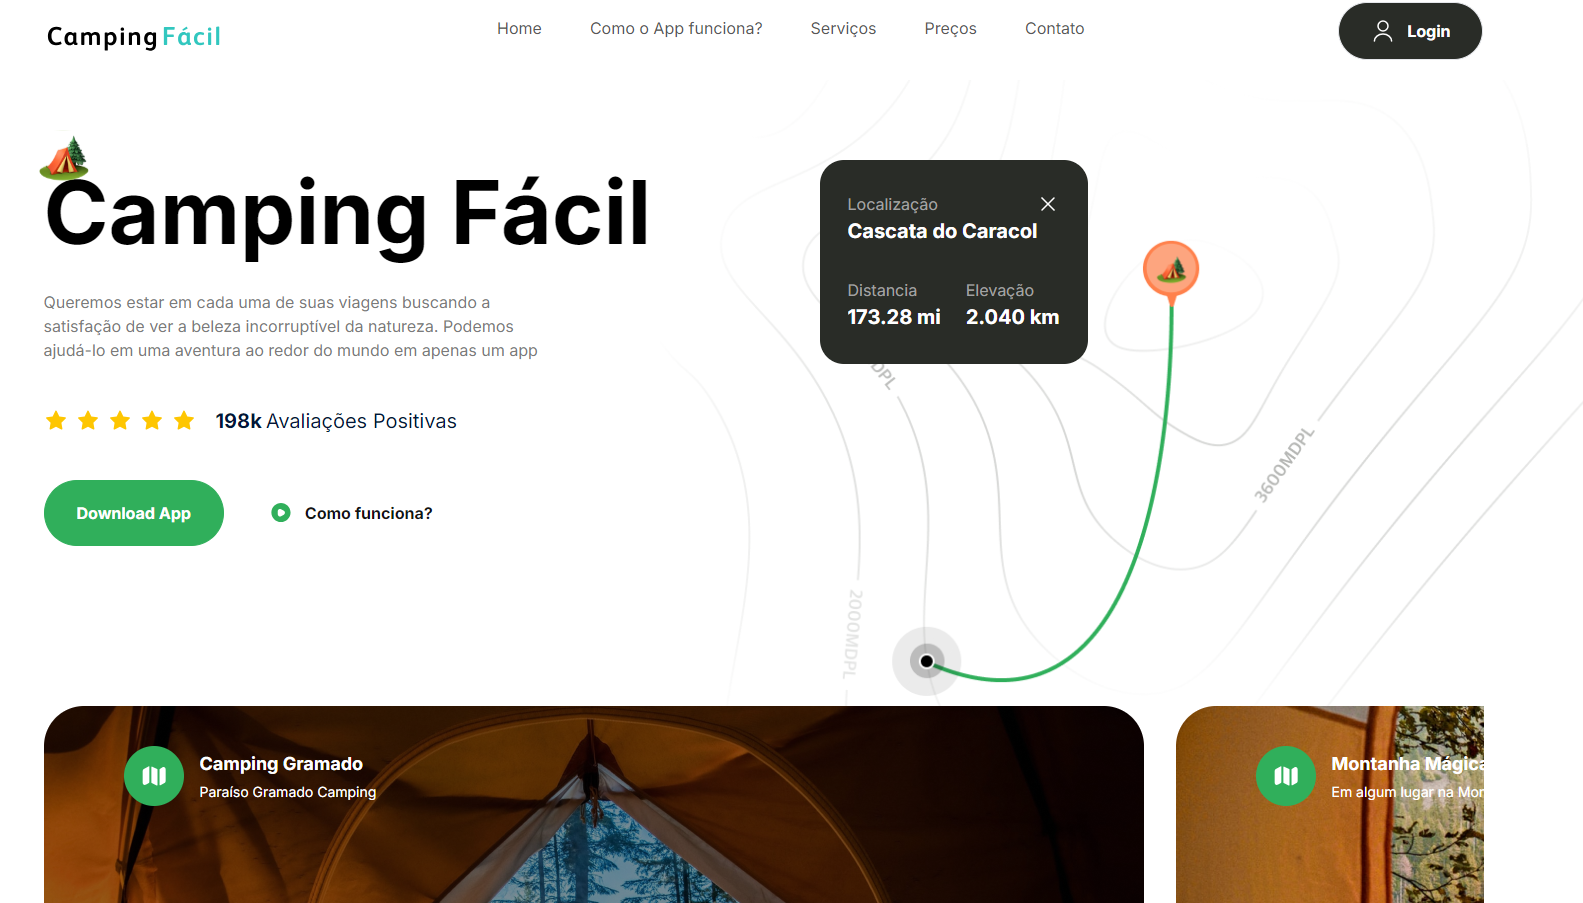 Camping Fácil
Home
Como o App funciona?
Serviços
Preços
Contato
Login
Camping Fácil
Queremos estar em cada uma de suas viagens buscando a
satisfação de ver a beleza incorruptível da natureza. Podemos
ajudá-lo em uma aventura ao redor do mundo em apenas um app
198k Avaliações Positivas
Download App
Como funciona?
Localização
Cascata do Caracol
Distancia
Elevação
173.28 mi
2.040 km
DPL
3600MDPL
2000MDPL
Camping Gramado
Paraíso Gramado Camping
Montanha Mágica
Em algum lugar na Mon